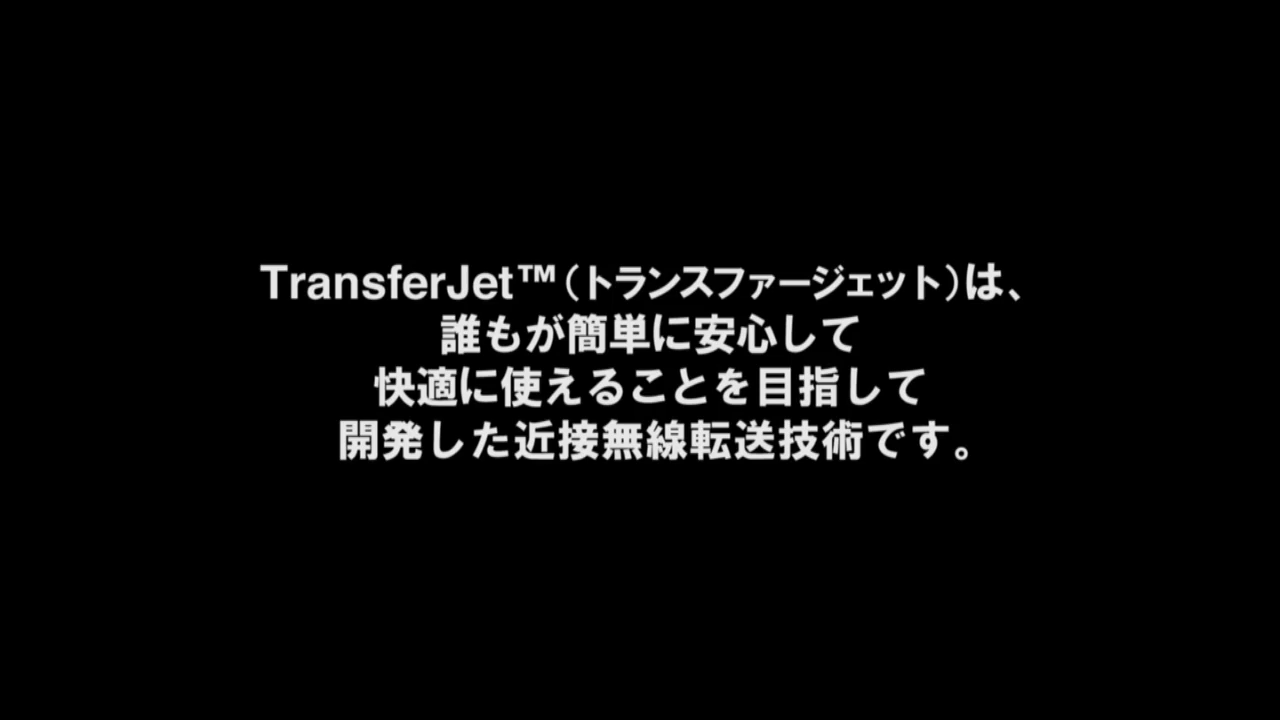 TransferJet™（トランスファージェット）は、
誰もが簡単に安心して
快適に使えることを目指して
開発した近接無線転送技術です。